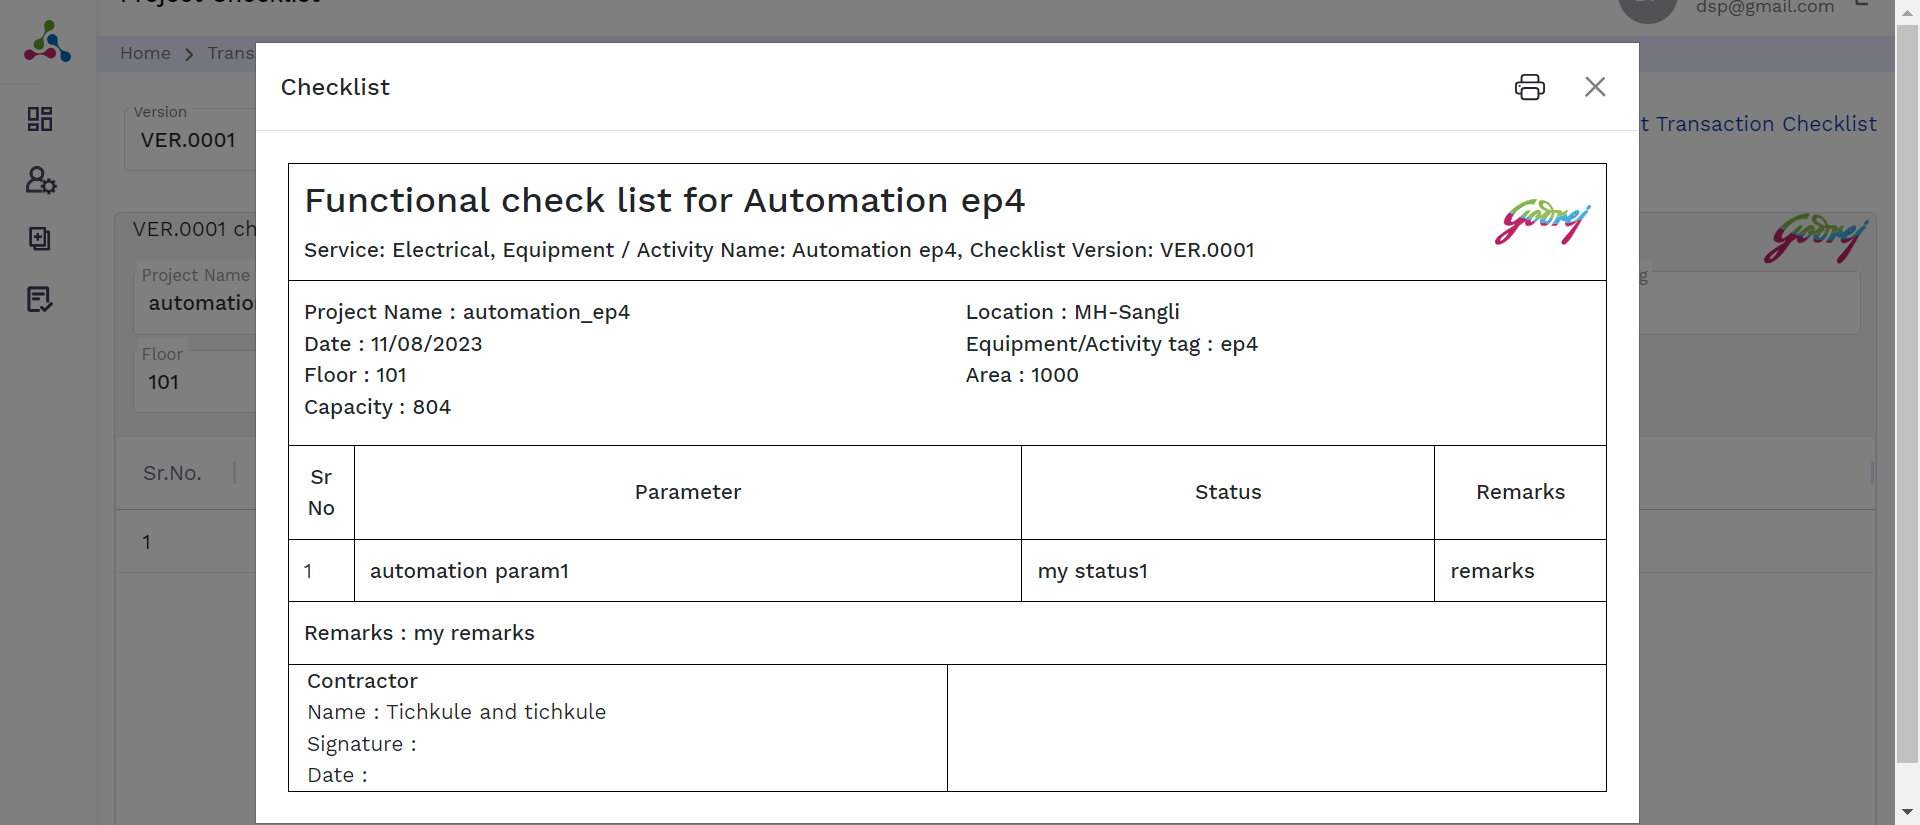 dsp@gmail.com
Home > Trans
Checklist
Version
VER.0001
t Transaction Checklist
VER.0001 ch
Project Name
automation
g
Floor
101
Sr.No.
1
Functional check list for Automation ep4
Godrej
Godrej
Service: Electrical, Equipment / Activity Name: Automation ep4, Checklist Version: VER.0001
Project Name : automation_ep4
Location : MH-Sangli
Date : 11/08/2023
Equipment/Activity tag : ep4
Floor : 101
Area : 1000
Capacity : 804
Sr No
Parameter
Status
Remarks
1
automation param1
my status1
remarks
Remarks : my remarks
Contractor
Name : Tichkule and tichkule
Signature :
Date :